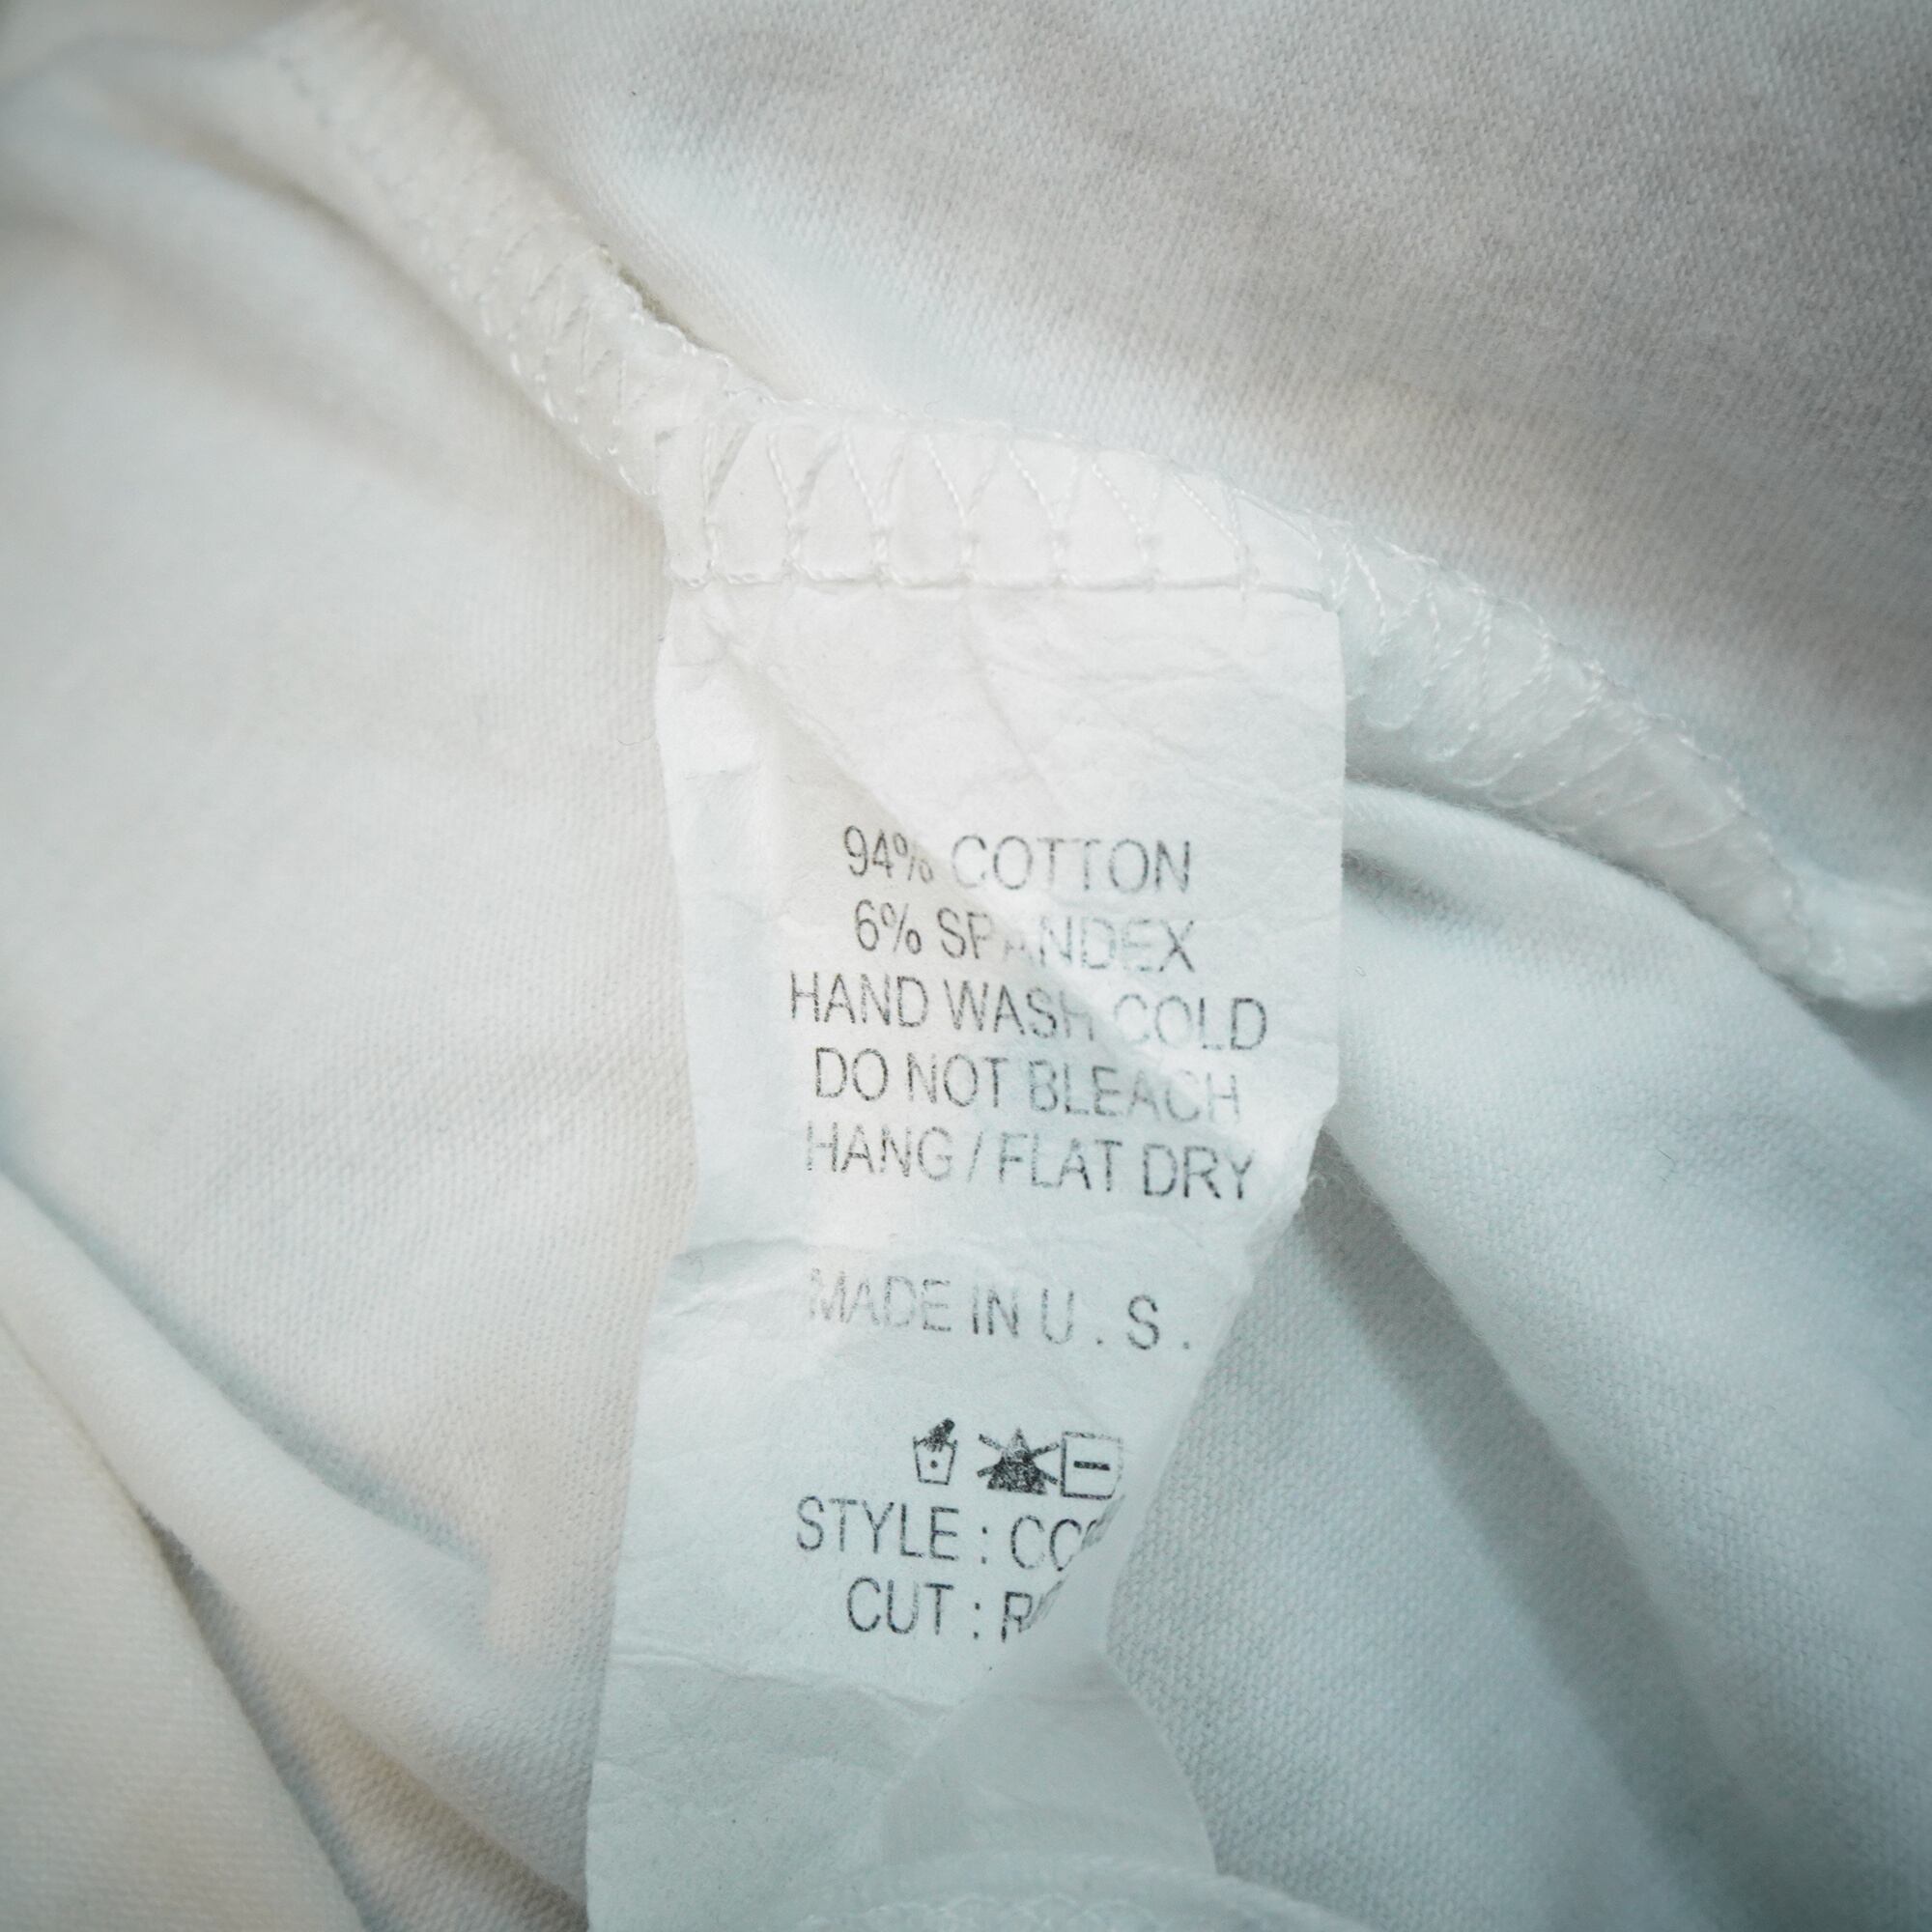 94% COTTON
6% SPANDEX
HAND WASH COLD
DO NOT BLEACH
HANG / FLAT DRY
MADE IN U . S .
STYLE :
CUT :